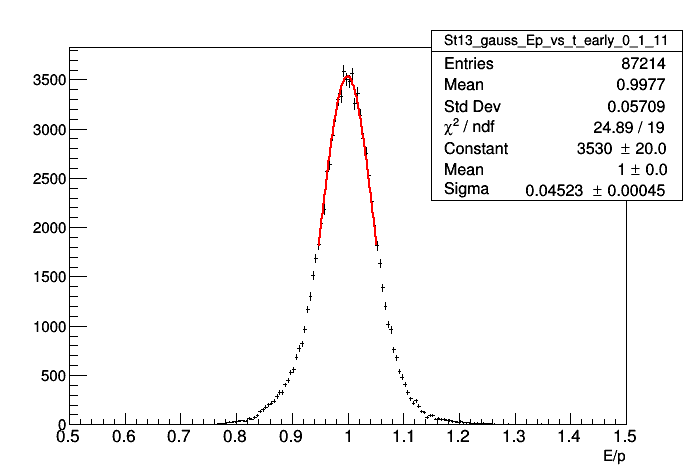 St13_gauss_Ep_vs_t_early_0_1_11
Entries 87214
Mean 0.9977
Std Dev 0.05709
χ² / ndf 24.89 / 19
Constant 3530 ± 20.0
Mean 1 ± 0.0
Sigma 0.04523 ± 0.00045
3500
3000
2500
2000
1500
1000
500
0
0.5 0.6 0.7 0.8 0.9 1 1.1 1.2 1.3 1.4 1.5
E/p